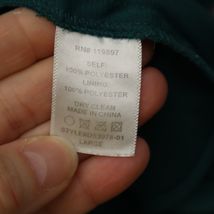 RN# 119897
SELF:
100% POLYESTER
LINING:
100% POLYESTER
DRY CLEAN
MADE IN CHINA
LARGE